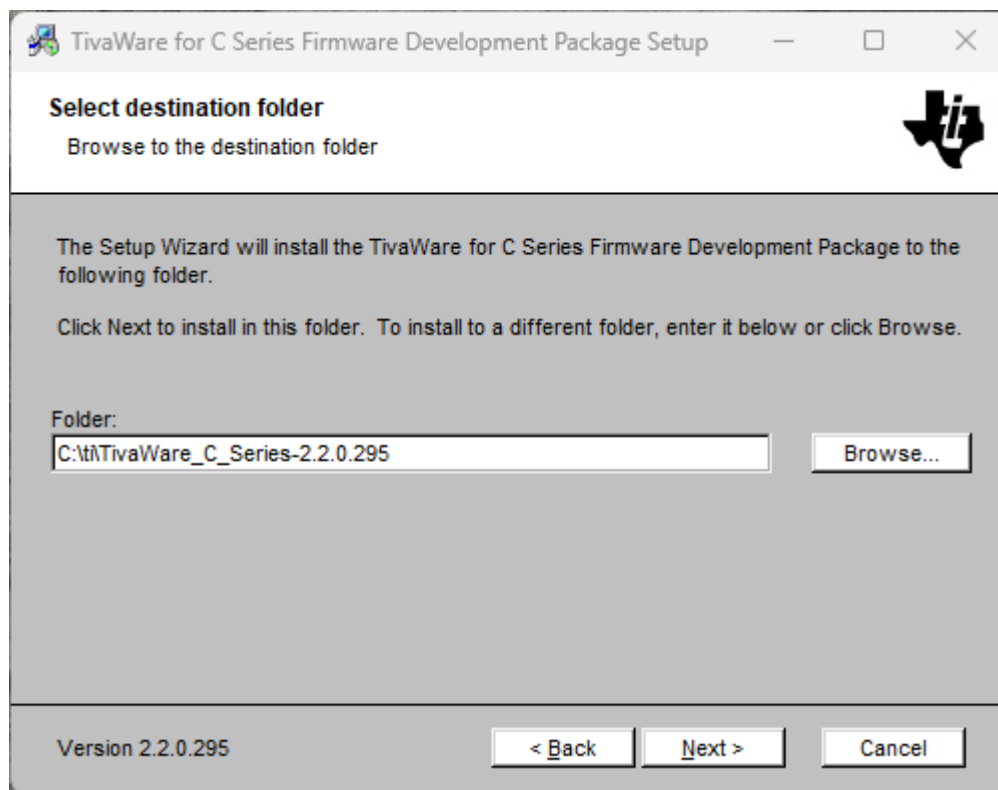 TivaWare for C Series Firmware Development Package Setup
Select destination folder
Browse to the destination folder
The Setup Wizard will install the TivaWare for C Series Firmware Development Package to the
following folder.
Click Next to install in this folder.  To install to a different folder, enter it below or click Browse.
Folder:
C:\ti\TivaWare_C_Series-2.2.0.295
Browse...
Version 2.2.0.295
< Back
Next >
Cancel